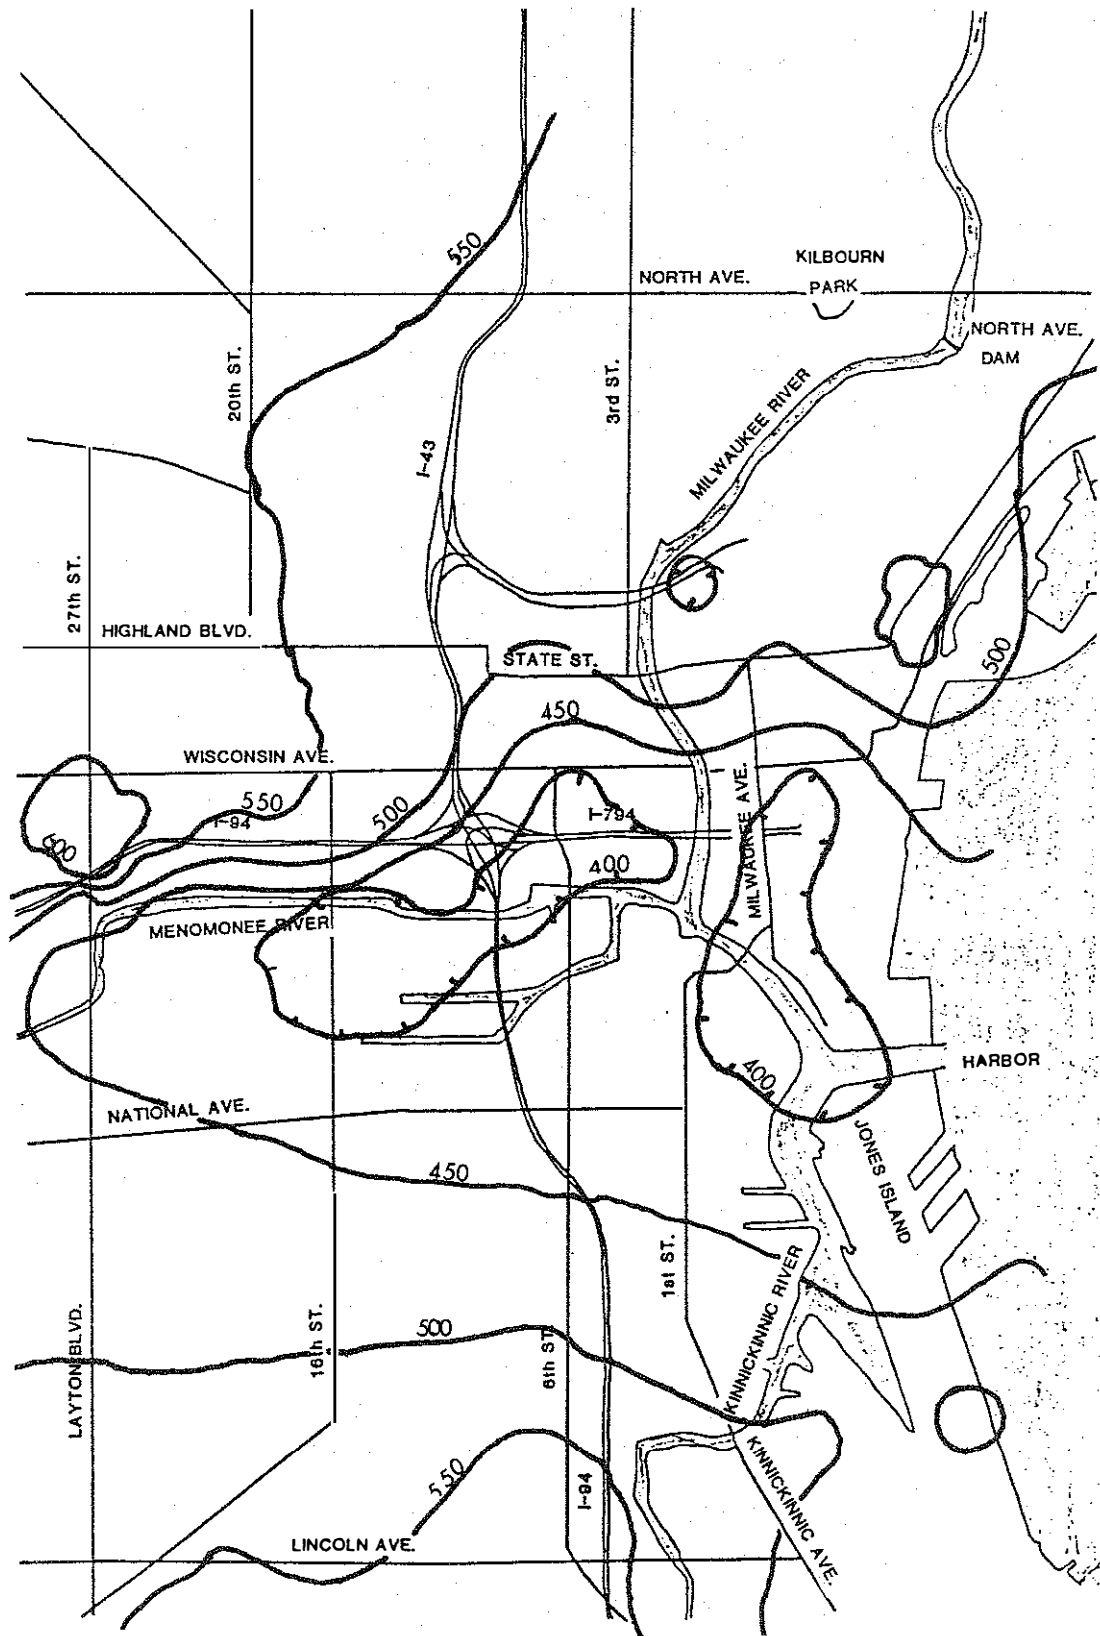 550
KILBOURN
PARK
NORTH AVE.
NORTH AVE.
DAM
20th ST.
3rd ST.
MILWAUKEE RIVER
I-43
27th ST.
HIGHLAND BLVD.
STATE ST.
500
450
WISCONSIN AVE.
550
I-94
500
I-794
MILWAUKEE AVE.
600
400
MENOMONEE RIVER
HARBOR
400
NATIONAL AVE.
JONES ISLAND
450
1st ST.
KINNICKINNIC RIVER
LAYTON BLVD.
16th ST.
500
6th ST.
550
I-94
KINNICKINNIC AVE.
LINCOLN AVE.